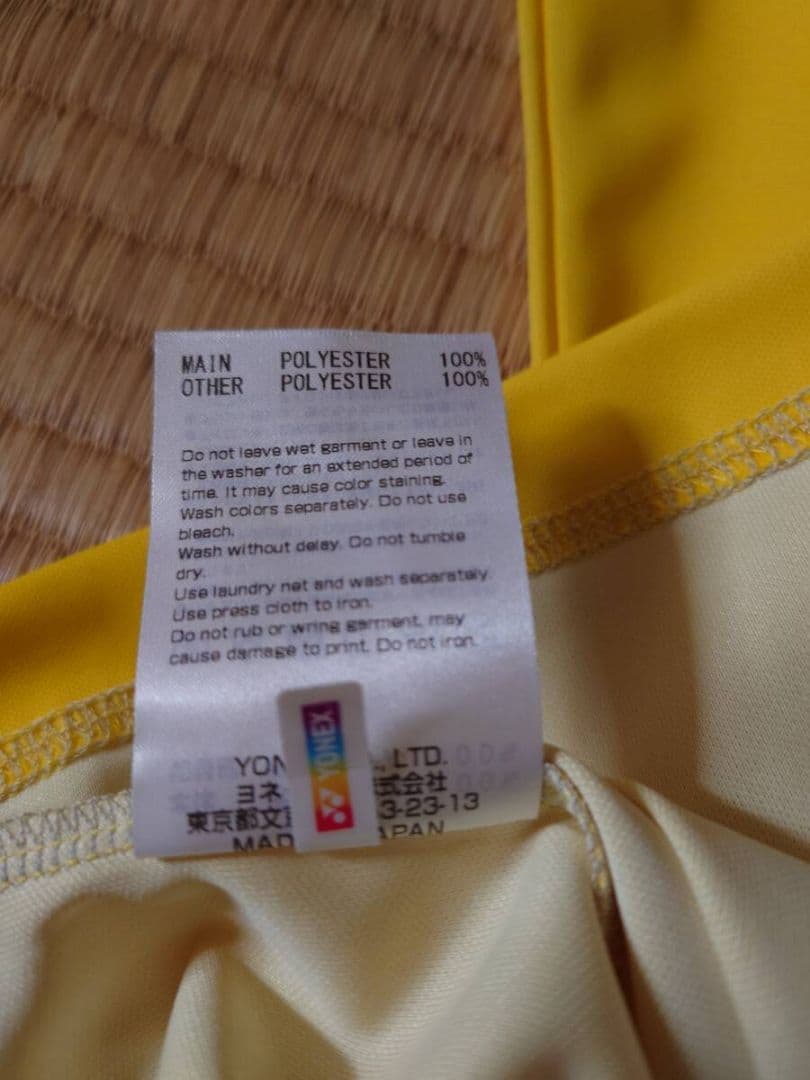 MAIN POLYESTER 100%
OTHER POLYESTER 100%
Do not leave wet garment or leave in
the washer for an extended period of
time. It may cause color staining.
Wash colors separately. Do not use
bleach.
Wash without delay. Do not tumble
dry.
Use laundry net and wash separately.
Use press cloth to iron.
Do not rub or wring garment, may
cause damage to print. Do not iron.
YONEX
YON , LTD.
ヨネ 式会社
東京都文 3-23-13
MAD APAN